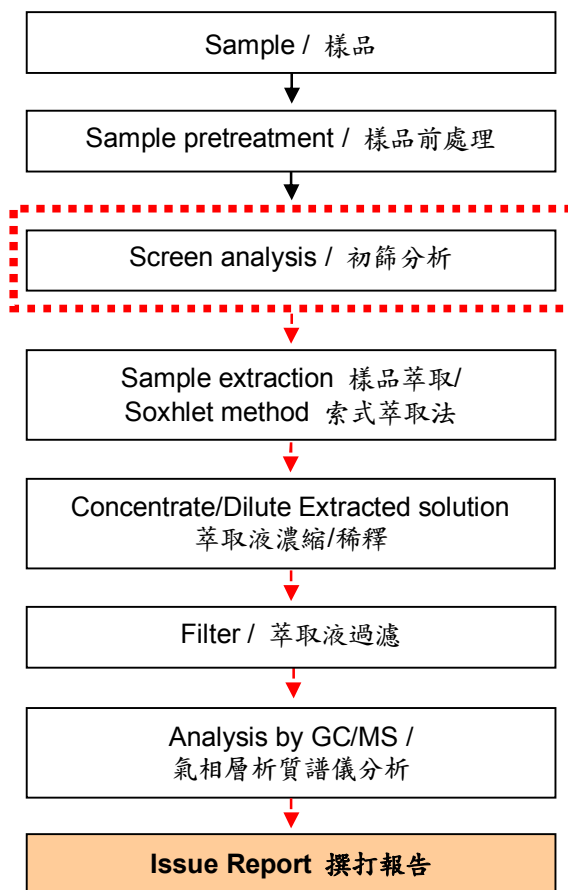 Sample / 樣品
Sample pretreatment / 樣品前處理
Screen analysis / 初篩分析
Sample extraction 樣品萃取/
Soxhlet method 索式萃取法
Concentrate/Dilute Extracted solution
萃取液濃縮/稀釋
Filter / 萃取液過濾
Analysis by GC/MS /
氣相層析質譜儀分析
Issue Report 撰打報告